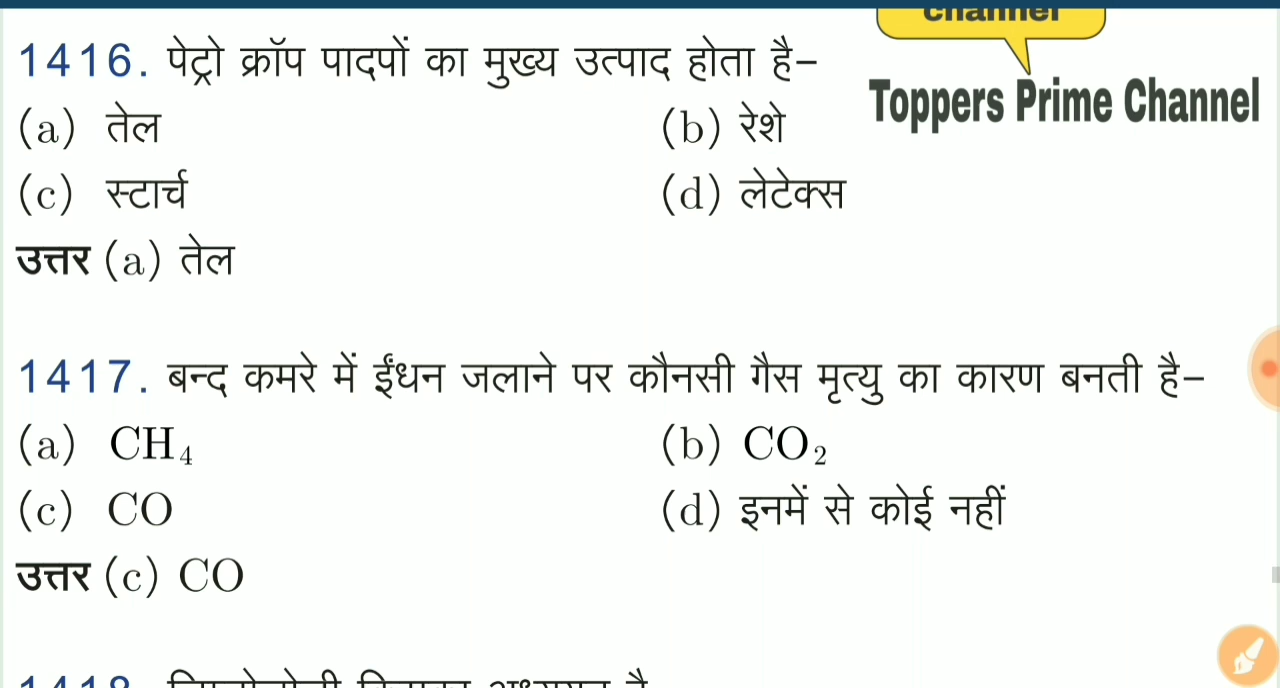 channel
Toppers Prime Channel
1416. पेट्रो क्रॉप पादपों का मुख्य उत्पाद होता है–
(a) तेल (b) रेशे
(c) स्टार्च (d) लेटेक्स
उत्तर (a) तेल
1417. बन्द कमरे में ईंधन जलाने पर कौनसी गैस मृत्यु का कारण बनती है–
(a) CH₄ (b) CO₂
(c) CO (d) इनमें से कोई नहीं
उत्तर (c) CO